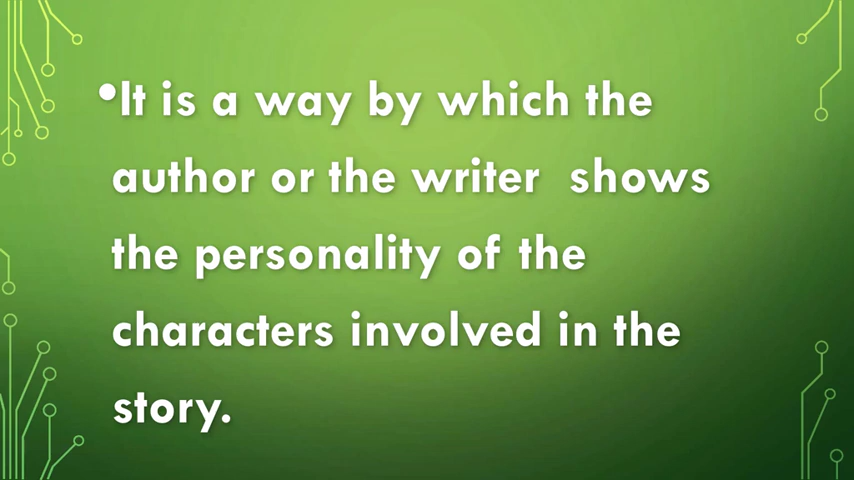 •It is a way by which the
author or the writer  shows
the personality of the
characters involved in the
story.